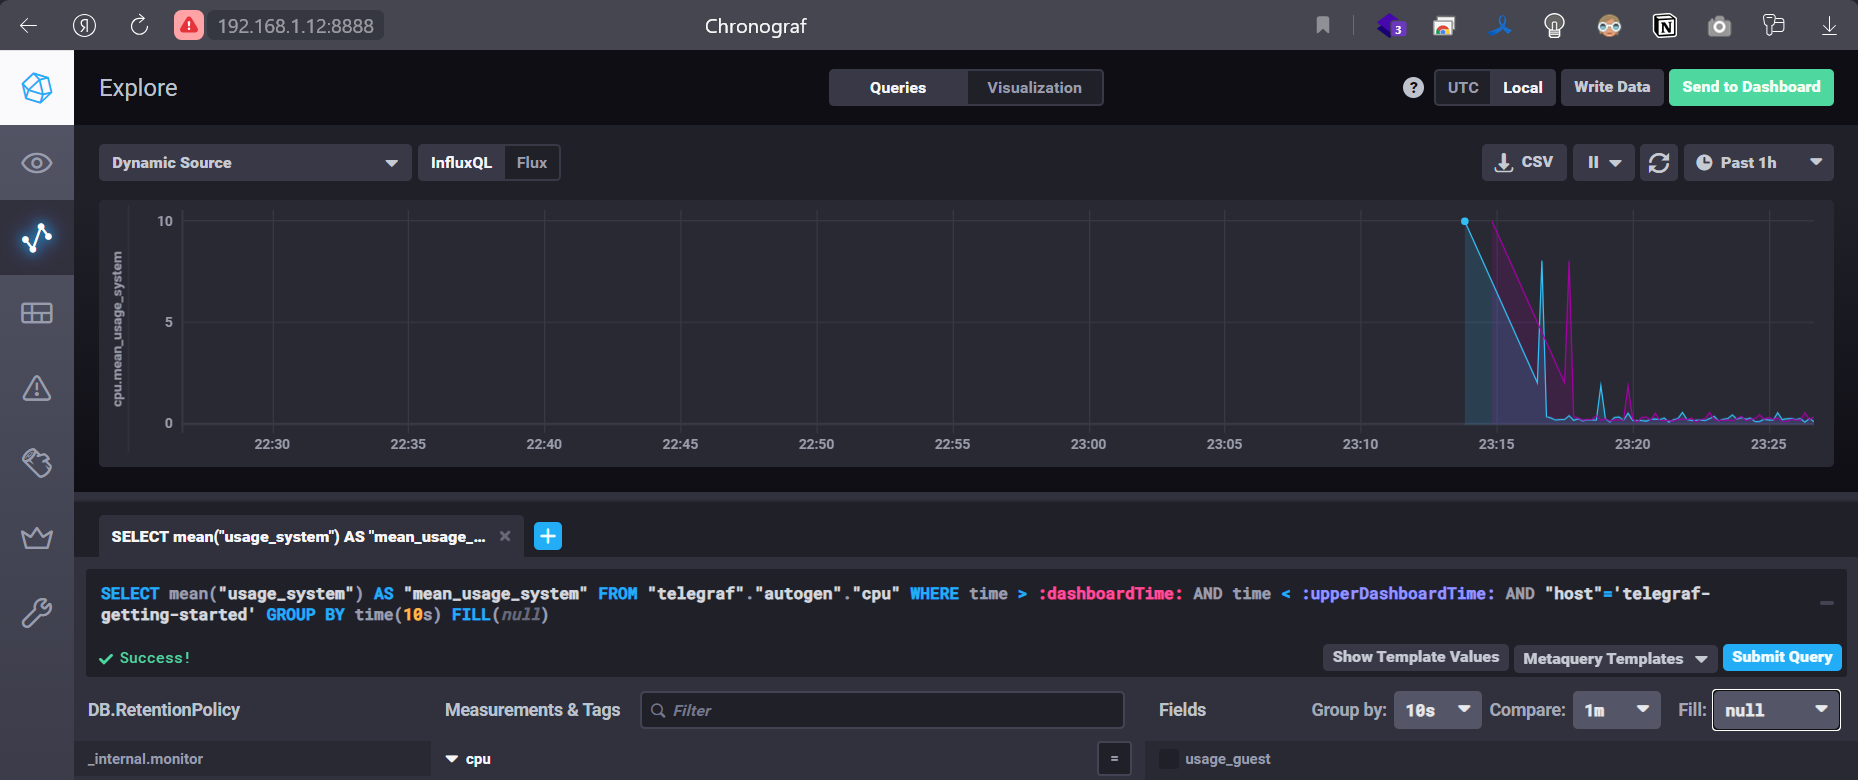 Я 192.168.1.12:8888 Chronograf 3 N
Explore Queries Visualization ? UTC Local Write Data Send to Dashboard
Dynamic Source InfluxQL Flux CSV Past 1h
cpu.mean_usage_system
10
5
0
22:30 22:35 22:40 22:45 22:50 22:55 23:00 23:05 23:10 23:15 23:20 23:25
SELECT mean("usage_system") AS "mean_usage_... × +
SELECT mean("usage_system") AS "mean_usage_system" FROM "telegraf"."autogen"."cpu" WHERE time > :dashboardTime: AND time < :upperDashboardTime: AND "host"='telegraf-
getting-started' GROUP BY time(10s) FILL(null)
Success! Show Template Values Metaquery Templates Submit Query
DB.RetentionPolicy Measurements & Tags Filter Fields Group by: 10s Compare: 1m Fill: null
_internal.monitor cpu = usage_guest